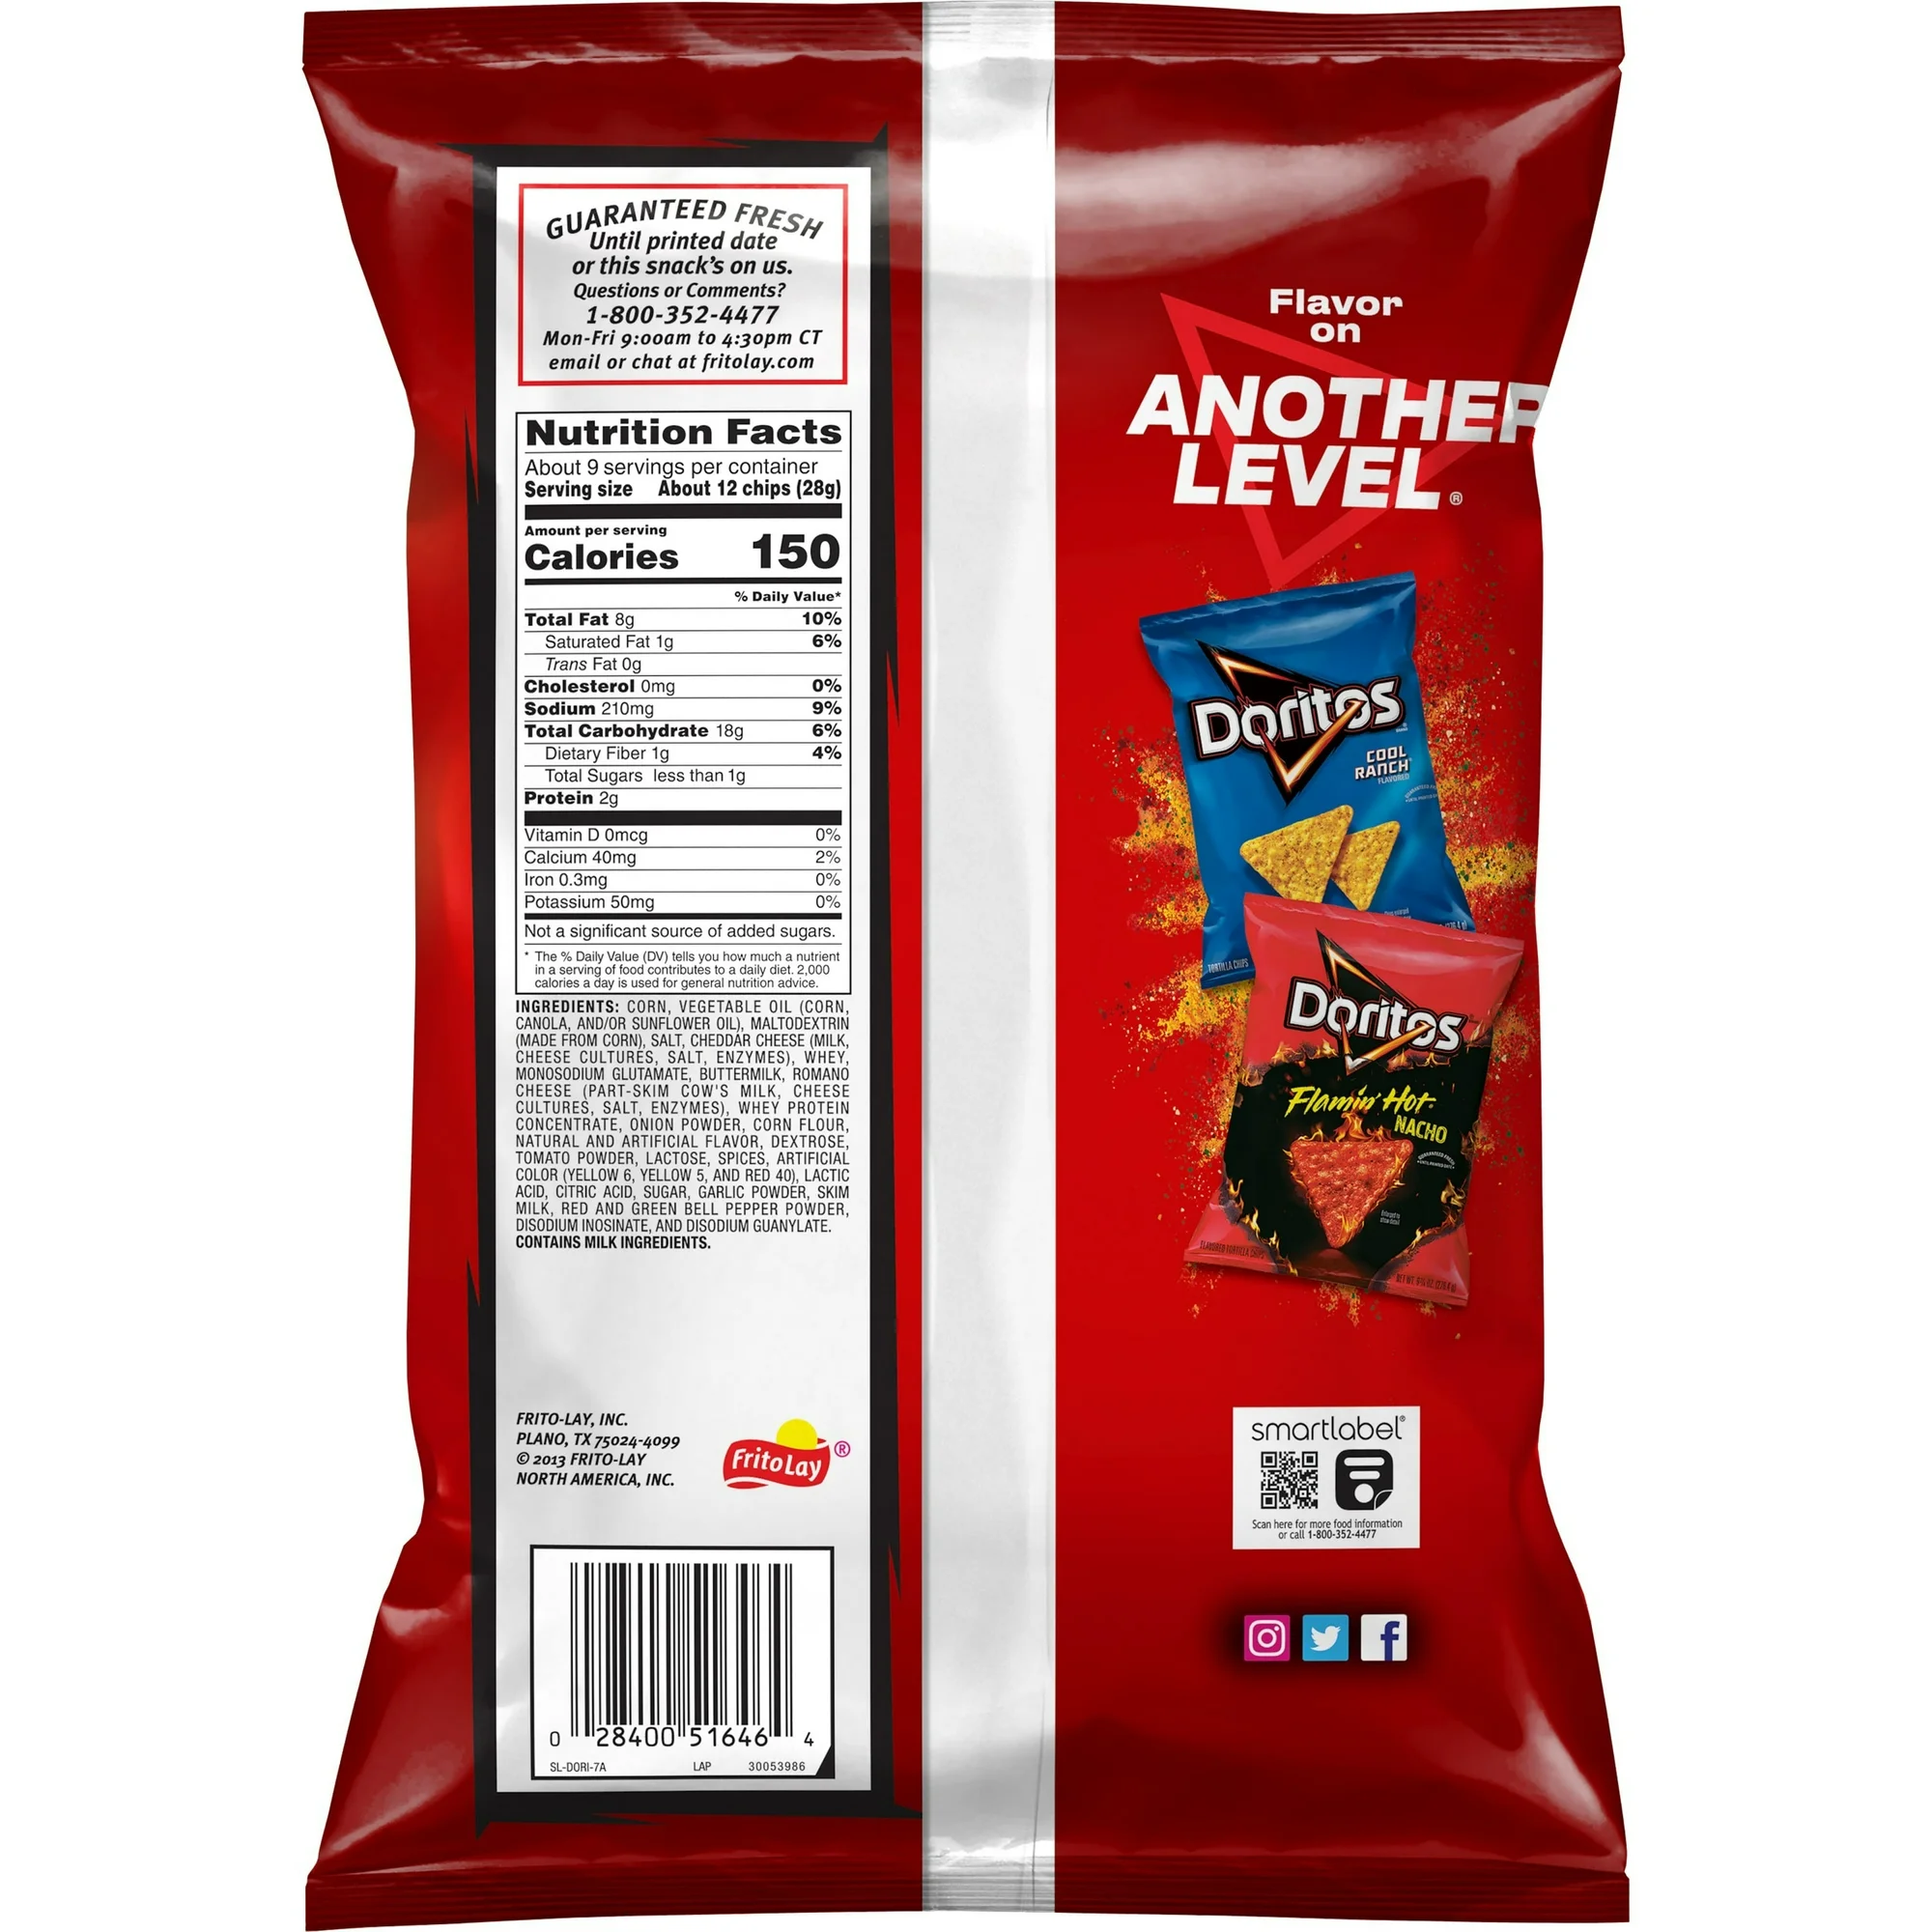 GUARANTEED FRESH
Until printed date
or this snack's on us.
Questions or Comments?
1-800-352-4477
Mon-Fri 9:00am to 4:30pm CT
email or chat at fritolay.com
Nutrition Facts
About 9 servings per container
Serving size About 12 chips (28g)
Amount per serving
Calories 150
% Daily Value*
Total Fat 8g 10%
Saturated Fat 1g 6%
Trans Fat 0g
Cholesterol 0mg 0%
Sodium 210mg 9%
Total Carbohydrate 18g 6%
Dietary Fiber 1g 4%
Total Sugars less than 1g
Protein 2g
Vitamin D 0mcg 0%
Calcium 40mg 2%
Iron 0.3mg 0%
Potassium 50mg 0%
Not a significant source of added sugars.
* The % Daily Value (DV) tells you how much a nutrient
in a serving of food contributes to a daily diet. 2,000
calories a day is used for general nutrition advice.
INGREDIENTS: CORN, VEGETABLE OIL (CORN,
CANOLA, AND/OR SUNFLOWER OIL), MALTODEXTRIN
(MADE FROM CORN), SALT, CHEDDAR CHEESE (MILK,
CHEESE CULTURES, SALT, ENZYMES), WHEY,
MONOSODIUM GLUTAMATE, BUTTERMILK, ROMANO
CHEESE (PART-SKIM COW'S MILK, CHEESE
CULTURES, SALT, ENZYMES), WHEY PROTEIN
CONCENTRATE, ONION POWDER, CORN FLOUR,
NATURAL AND ARTIFICIAL FLAVOR, DEXTROSE,
TOMATO POWDER, LACTOSE, SPICES, ARTIFICIAL
COLOR (YELLOW 6, YELLOW 5, AND RED 40), LACTIC
ACID, CITRIC ACID, SUGAR, GARLIC POWDER, SKIM
MILK, RED AND GREEN BELL PEPPER POWDER,
DISODIUM INOSINATE, AND DISODIUM GUANYLATE.
CONTAINS MILK INGREDIENTS.
FRITO-LAY, INC.
PLANO, TX 75024-4099
© 2013 FRITO-LAY
NORTH AMERICA, INC.
FritoLay®
0 28400 51646 4
SL-DORI-7A LAP 30053986
Flavor
on
ANOTHER
LEVEL®
Doritos
COOL
RANCH
FLAVORED
TORTILLA CHIPS
Doritos
Flamin' Hot
NACHO
FLAVORED TORTILLA CHIPS
smartlabel®
Scan here for more food information
or call 1-800-352-4477